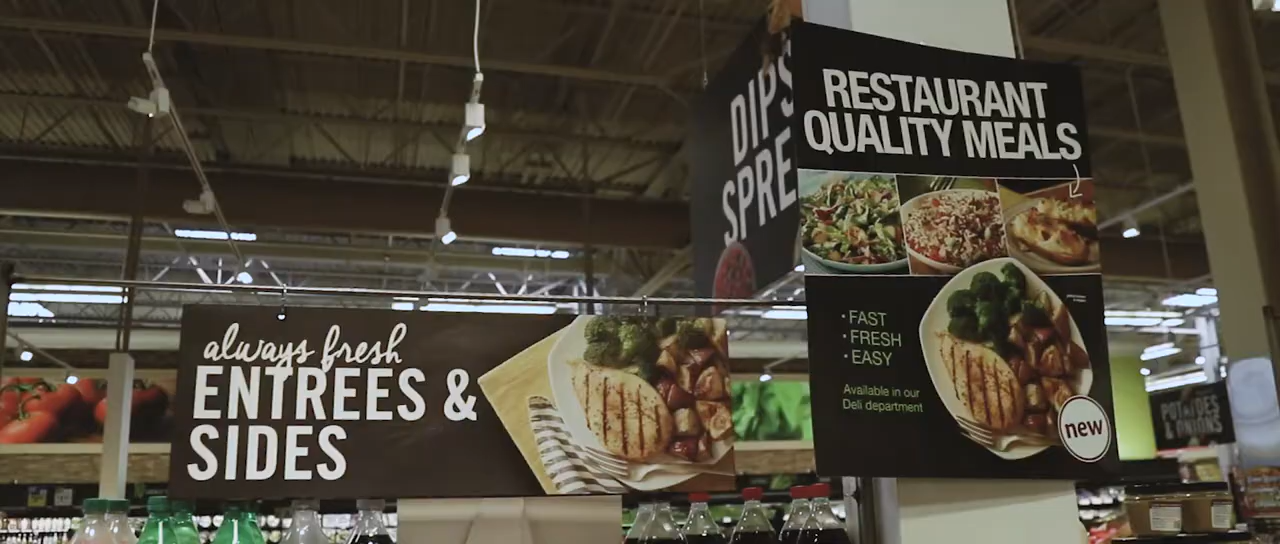 always fresh
ENTREES &
SIDES
DIPS
RESTAURANT
QUALITY MEALS
• FAST
• FRESH
• EASY
Available in our
Deli department
new
POTATOES
& ONIONS